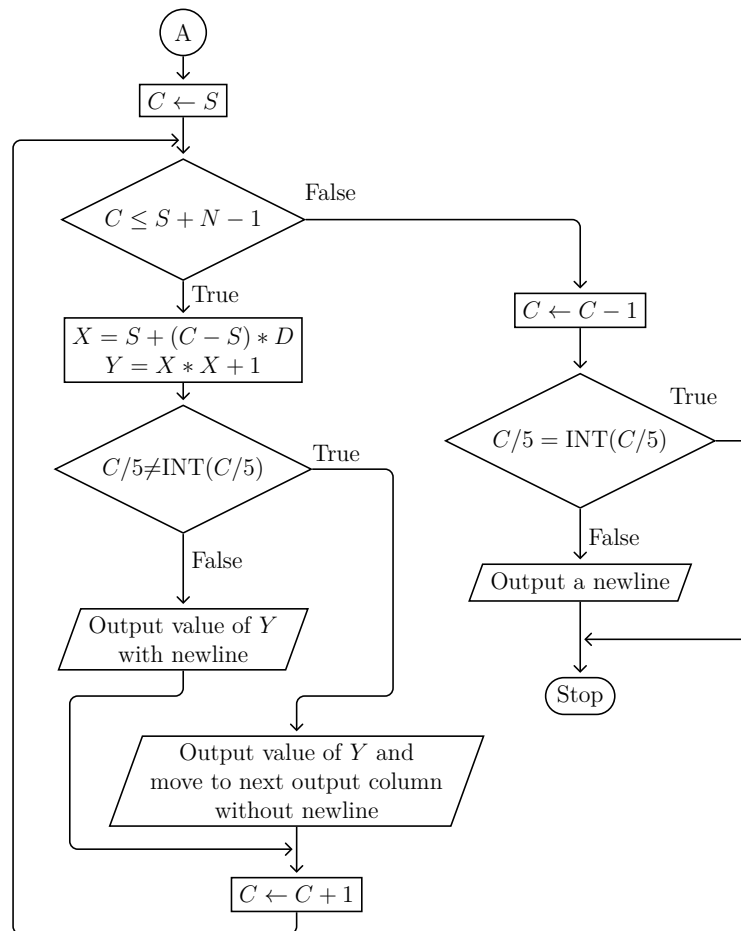 A
C ← S
C ≤ S + N − 1
False
True
X = S + (C − S) ∗ D
Y = X ∗ X + 1
C/5≠INT(C/5)
True
False
Output value of Y
with newline
Output value of Y and
move to next output column
without newline
C ← C + 1
C ← C − 1
C/5 = INT(C/5)
True
False
Output a newline
Stop